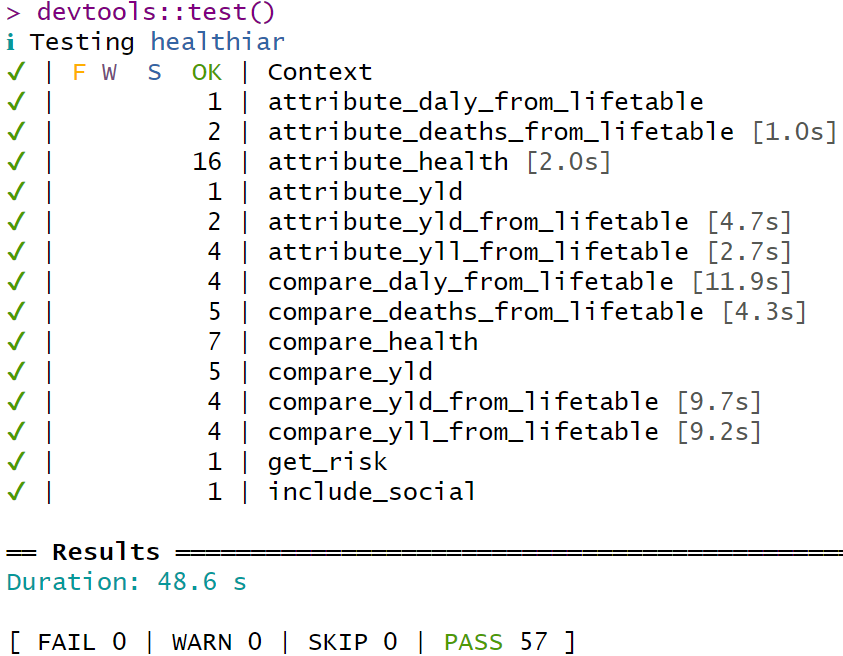 > devtools::test()
ℹ Testing healthiar
✔ | F W  S  OK | Context
✔ |          1 | attribute_daly_from_lifetable
✔ |          2 | attribute_deaths_from_lifetable [1.0s]
✔ |         16 | attribute_health [2.0s]
✔ |          1 | attribute_yld
✔ |          2 | attribute_yld_from_lifetable [4.7s]
✔ |          4 | attribute_yll_from_lifetable [2.7s]
✔ |          4 | compare_daly_from_lifetable [11.9s]
✔ |          5 | compare_deaths_from_lifetable [4.3s]
✔ |          7 | compare_health
✔ |          5 | compare_yld
✔ |          4 | compare_yld_from_lifetable [9.7s]
✔ |          4 | compare_yll_from_lifetable [9.2s]
✔ |          1 | get_risk
✔ |          1 | include_social
══ Results ═════════════════════════════════════════════
Duration: 48.6 s
[ FAIL 0 | WARN 0 | SKIP 0 | PASS 57 ]